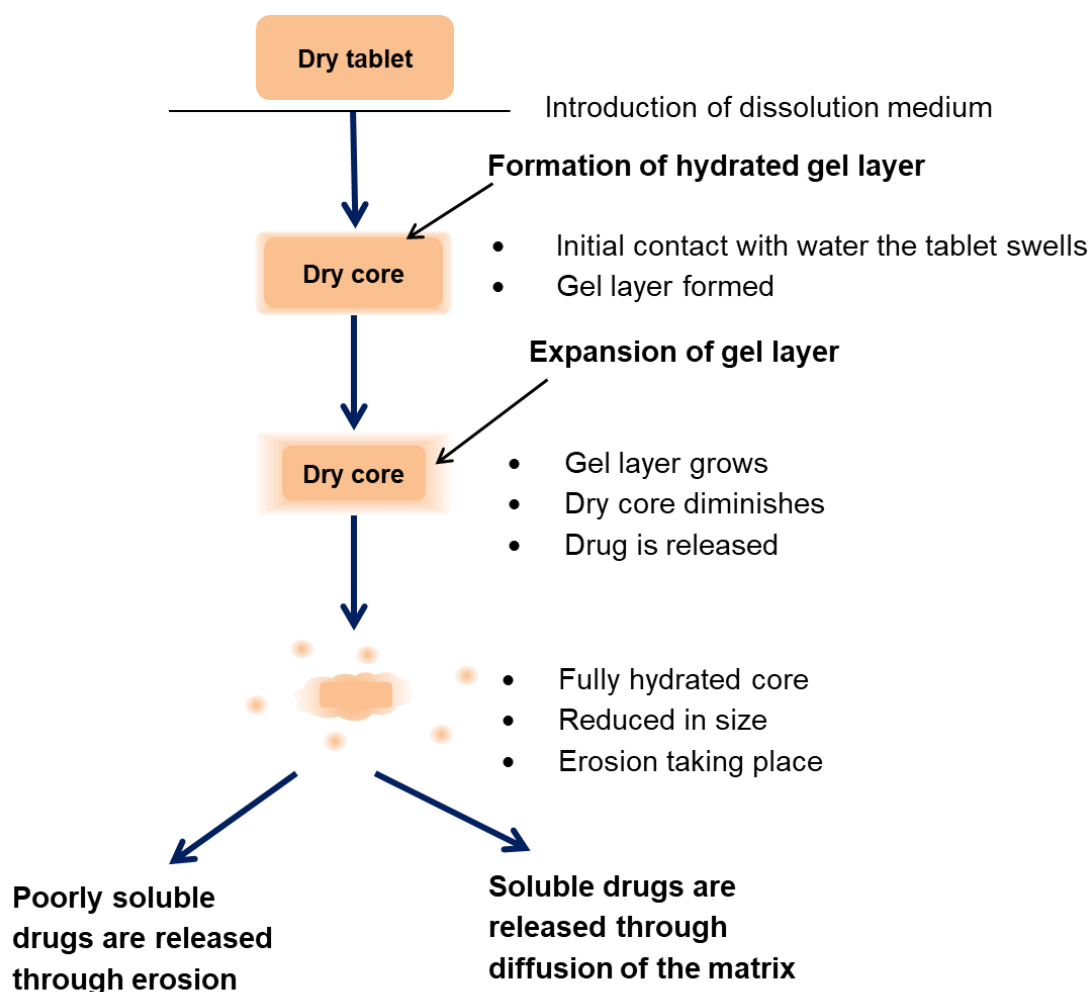 Dry tablet
Introduction of dissolution medium
Formation of hydrated gel layer
Dry core
• Initial contact with water the tablet swells
• Gel layer formed
Expansion of gel layer
Dry core
• Gel layer grows
• Dry core diminishes
• Drug is released
• Fully hydrated core
• Reduced in size
• Erosion taking place
Poorly soluble
drugs are released
through erosion
Soluble drugs are
released through
diffusion of the matrix